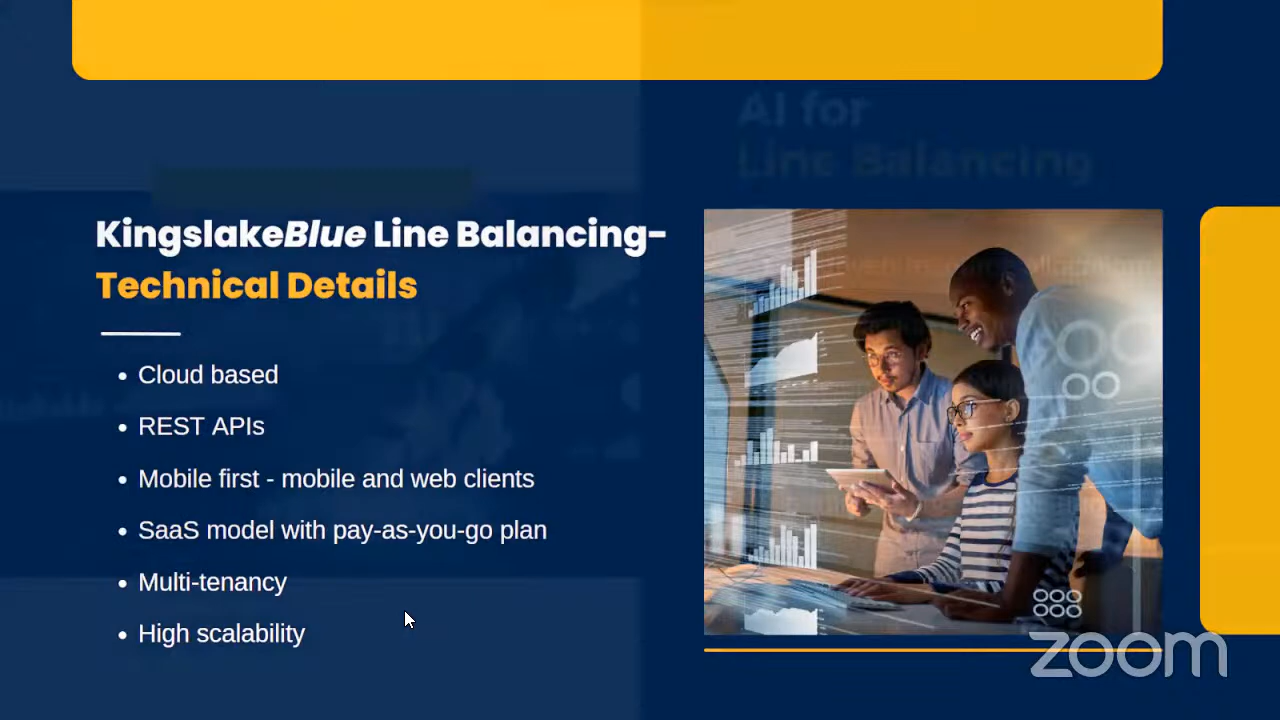 AI for
Line Balancing
KingslakeBlue Line Balancing-
Technical Details
• Cloud based
• REST APIs
• Mobile first - mobile and web clients
• SaaS model with pay-as-you-go plan
• Multi-tenancy
• High scalability
zoom